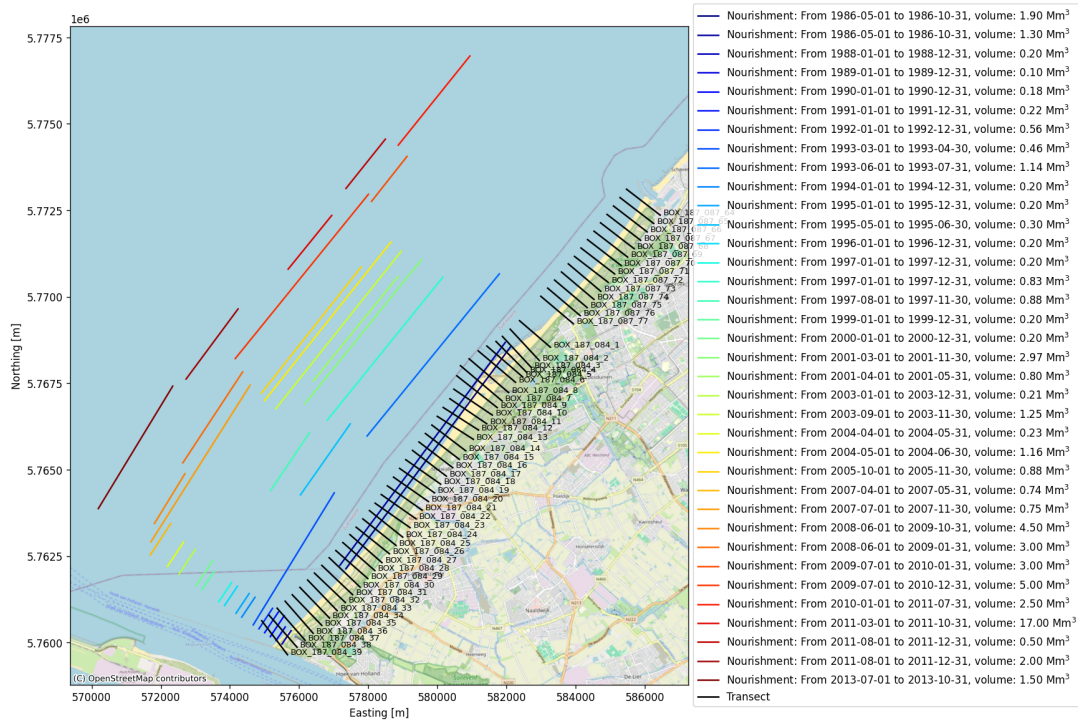 1e6
5.7775
5.7750
5.7725
5.7700
5.7675
5.7650
5.7625
5.7600
Northing [m]
570000 572000 574000 576000 578000 580000 582000 584000 586000
Easting [m]
(C) OpenStreetMap contributors
BOX_187_087_64
BOX_187_087_66
BOX_187_087_67
BOX_187_087_69
BOX_187_087_70
BOX_187_087_71
BOX_187_087_72
BOX_187_087_73
BOX_187_087_74
BOX_187_087_75
BOX_187_087_76
BOX_187_087_77
BOX_187_084_1
BOX_187_084_2
BOX_187_084_3
BOX_187_084_4
BOX_187_084_5
BOX_187_084_6
BOX_187_084_8
BOX_187_084_7
BOX_187_084_9
BOX_187_084_10
BOX_187_084_11
BOX_187_084_12
BOX_187_084_13
BOX_187_084_14
BOX_187_084_15
BOX_187_084_16
BOX_187_084_17
BOX_187_084_18
BOX_187_084_19
BOX_187_084_20
BOX_187_084_21
BOX_187_084_22
BOX_187_084_23
BOX_187_084_24
BOX_187_084_25
BOX_187_084_26
BOX_187_084_27
BOX_187_084_28
BOX_187_084_29
BOX_187_084_30
BOX_187_084_31
BOX_187_084_32
BOX_187_084_33
BOX_187_084_34
BOX_187_084_35
BOX_187_084_36
BOX_187_084_37
BOX_187_084_38
BOX_187_084_39
Naaldwijk
Hoek van Holland
De Lier
Nourishment: From 1986-05-01 to 1986-10-31, volume: 1.90 Mm³
Nourishment: From 1986-05-01 to 1986-10-31, volume: 1.30 Mm³
Nourishment: From 1988-01-01 to 1988-12-31, volume: 0.20 Mm³
Nourishment: From 1989-01-01 to 1989-12-31, volume: 0.10 Mm³
Nourishment: From 1990-01-01 to 1990-12-31, volume: 0.18 Mm³
Nourishment: From 1991-01-01 to 1991-12-31, volume: 0.22 Mm³
Nourishment: From 1992-01-01 to 1992-12-31, volume: 0.56 Mm³
Nourishment: From 1993-03-01 to 1993-04-30, volume: 0.46 Mm³
Nourishment: From 1993-06-01 to 1993-07-31, volume: 1.14 Mm³
Nourishment: From 1994-01-01 to 1994-12-31, volume: 0.20 Mm³
Nourishment: From 1995-01-01 to 1995-12-31, volume: 0.20 Mm³
Nourishment: From 1995-05-01 to 1995-06-30, volume: 0.30 Mm³
Nourishment: From 1996-01-01 to 1996-12-31, volume: 0.20 Mm³
Nourishment: From 1997-01-01 to 1997-12-31, volume: 0.20 Mm³
Nourishment: From 1997-01-01 to 1997-12-31, volume: 0.83 Mm³
Nourishment: From 1997-08-01 to 1997-11-30, volume: 0.88 Mm³
Nourishment: From 1999-01-01 to 1999-12-31, volume: 0.20 Mm³
Nourishment: From 2000-01-01 to 2000-12-31, volume: 0.20 Mm³
Nourishment: From 2001-03-01 to 2001-11-30, volume: 2.97 Mm³
Nourishment: From 2001-04-01 to 2001-05-31, volume: 0.80 Mm³
Nourishment: From 2003-01-01 to 2003-12-31, volume: 0.21 Mm³
Nourishment: From 2003-09-01 to 2003-11-30, volume: 1.25 Mm³
Nourishment: From 2004-04-01 to 2004-05-31, volume: 0.23 Mm³
Nourishment: From 2004-05-01 to 2004-06-30, volume: 1.16 Mm³
Nourishment: From 2005-10-01 to 2005-11-30, volume: 0.88 Mm³
Nourishment: From 2007-04-01 to 2007-05-31, volume: 0.74 Mm³
Nourishment: From 2007-07-01 to 2007-11-30, volume: 0.75 Mm³
Nourishment: From 2008-06-01 to 2009-10-31, volume: 4.50 Mm³
Nourishment: From 2008-06-01 to 2009-01-31, volume: 3.00 Mm³
Nourishment: From 2009-07-01 to 2010-01-31, volume: 3.00 Mm³
Nourishment: From 2009-07-01 to 2010-12-31, volume: 5.00 Mm³
Nourishment: From 2010-01-01 to 2011-07-31, volume: 2.50 Mm³
Nourishment: From 2011-03-01 to 2011-10-31, volume: 17.00 Mm³
Nourishment: From 2011-08-01 to 2011-12-31, volume: 0.50 Mm³
Nourishment: From 2011-08-01 to 2011-12-31, volume: 2.00 Mm³
Nourishment: From 2013-07-01 to 2013-10-31, volume: 1.50 Mm³
Transect